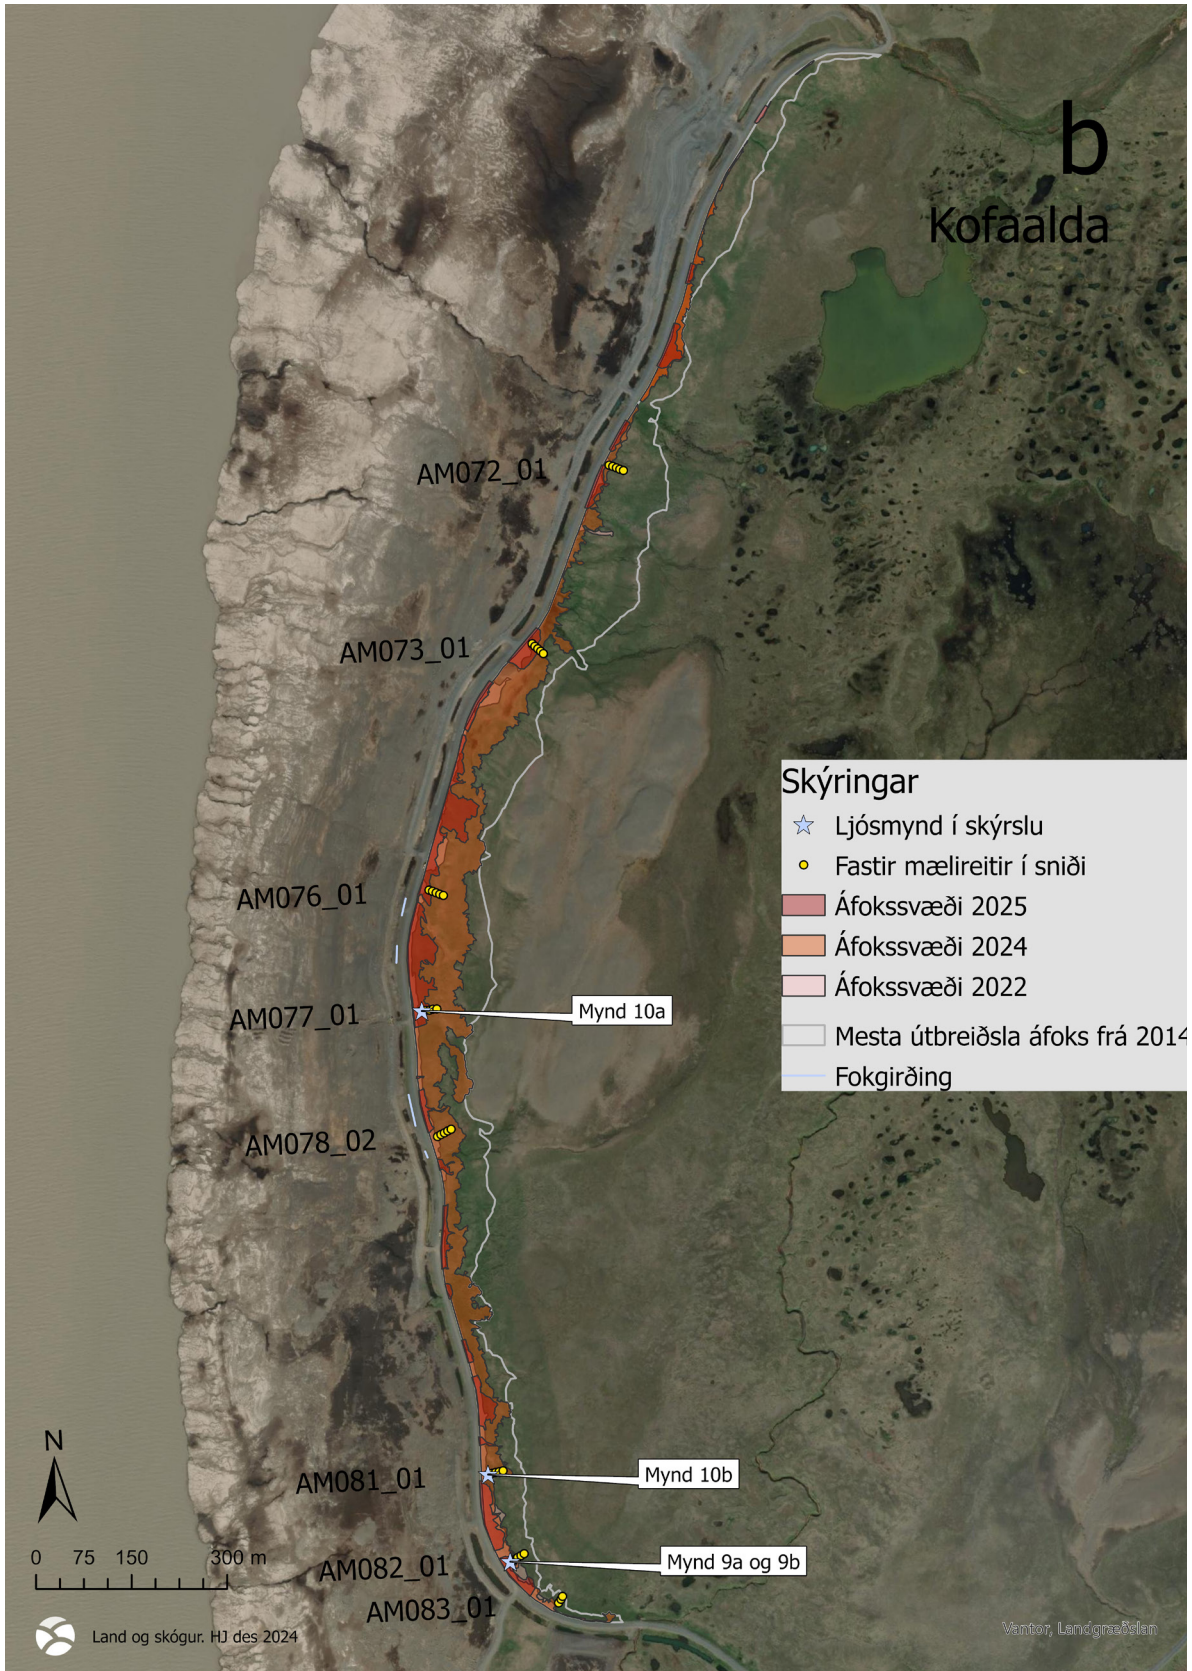 b
Kofaalda
AM072_01
AM073_01
Skýringar
Ljósmynd í skýrslu
Fastir mælireitir í sniði
Áfokssvæði 2025
Áfokssvæði 2024
Áfokssvæði 2022
Mesta útbreiðsla áfoks frá 2014
Fokgirðing
AM076_01
AM077_01
Mynd 10a
AM078_02
N
AM081_01
Mynd 10b
0 75 150 300 m
AM082_01
Mynd 9a og 9b
AM083_01
Land og skógur. HJ des 2024
Vantor, Landgræðslan